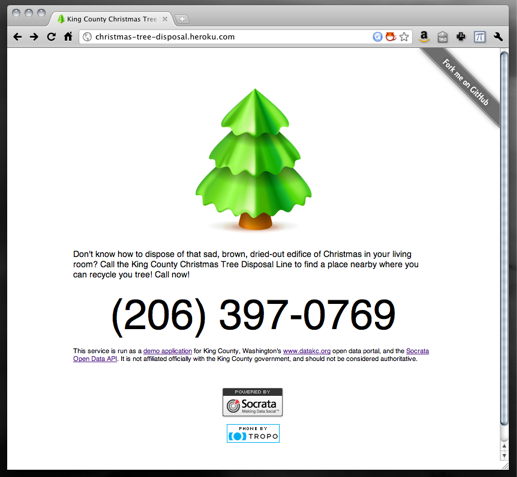 King County Christmas Tree
christmas-tree-disposal.heroku.com
Fork me on GitHub
Don't know how to dispose of that sad, brown, dried-out edifice of Christmas in your living
room? Call the King County Christmas Tree Disposal Line to find a place nearby where you
can recycle you tree! Call now!
(206) 397-0769
This service is run as a demo application for King County, Washington's www.datakc.org open data portal, and the Socrata
Open Data API. It is not affiliated officially with the King County government, and should not be considered authoritative.
POWERED BY
Socrata
Making Data Social
PHONE BY
TROPO